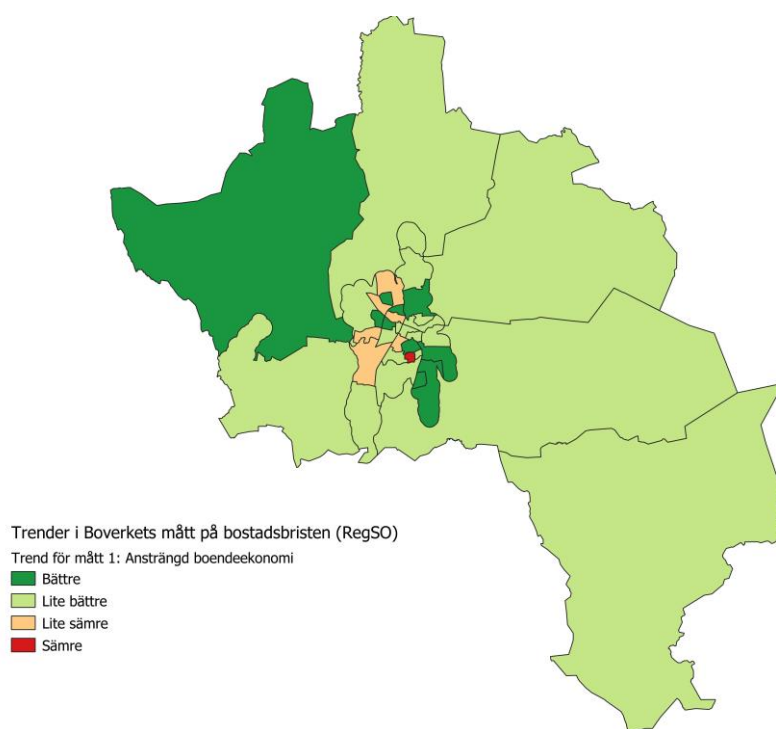 Trender i Boverkets mått på bostadsbristen (RegSO)
Trend för mått 1: Ansträngd boendeekonomi
Bättre
Lite bättre
Lite sämre
Sämre